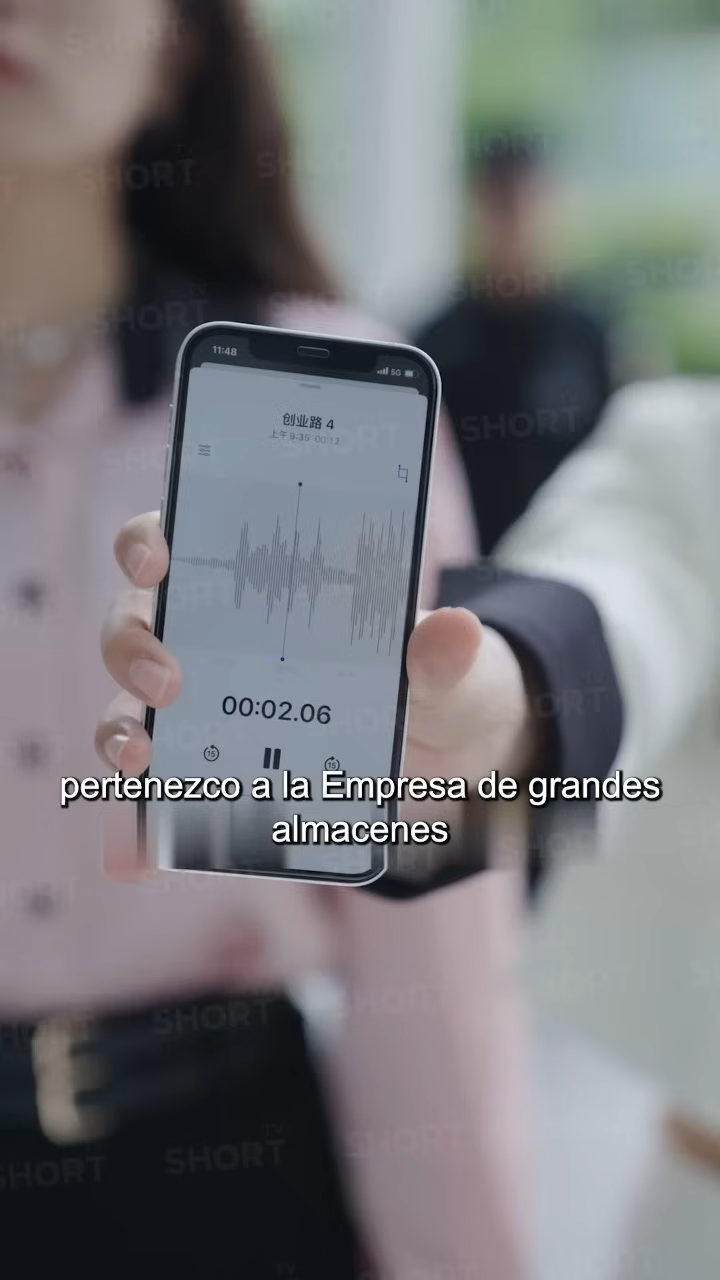 11:48
5G
创业路 4
上午 9:35 00:12
00:02.06
15
15
pertenezco a la Empresa de grandes
almacenes
SHORT TV